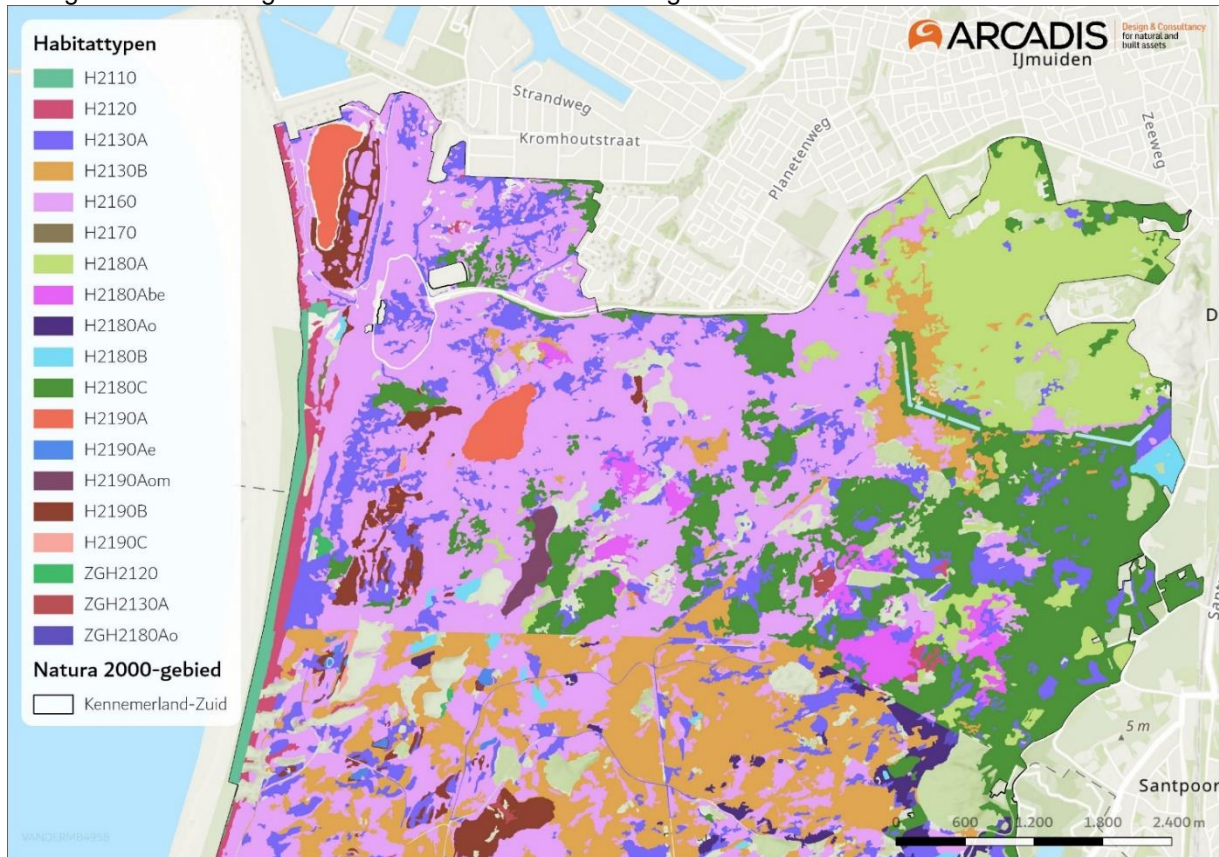 Habitattypen
H2110
H2120
H2130A
H2130B
H2160
H2170
H2180A
H2180Abe
H2180Ao
H2180B
H2180C
H2190A
H2190Ae
H2190Aom
H2190B
H2190C
ZGH2120
ZGH2130A
ZGH2180Ao
Natura 2000-gebied
Kennemerland-Zuid
ARCADIS
Design & Consultancy
for natural and
built assets
IJmuiden
Strandweg
Kromhoutstraat
Planetenweg
Zeeweg
D
5 m
Santpoor
0 600 1.200 1.800 2.400 m